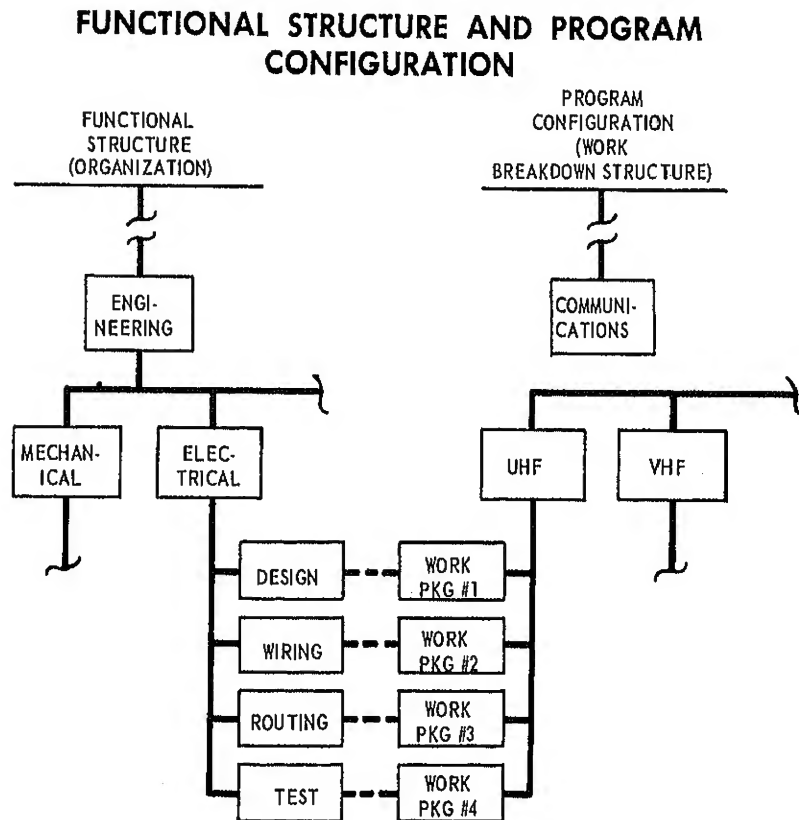 FUNCTIONAL STRUCTURE AND PROGRAM
CONFIGURATION
FUNCTIONAL
STRUCTURE
(ORGANIZATION)
PROGRAM
CONFIGURATION
(WORK
BREAKDOWN STRUCTURE)
ENGI-
NEERING
COMMUNI-
CATIONS
MECHAN-
ICAL
ELEC-
TRICAL
UHF
VHF
DESIGN
WORK
PKG #1
WIRING
WORK
PKG #2
ROUTING
WORK
PKG #3
TEST
WORK
PKG #4